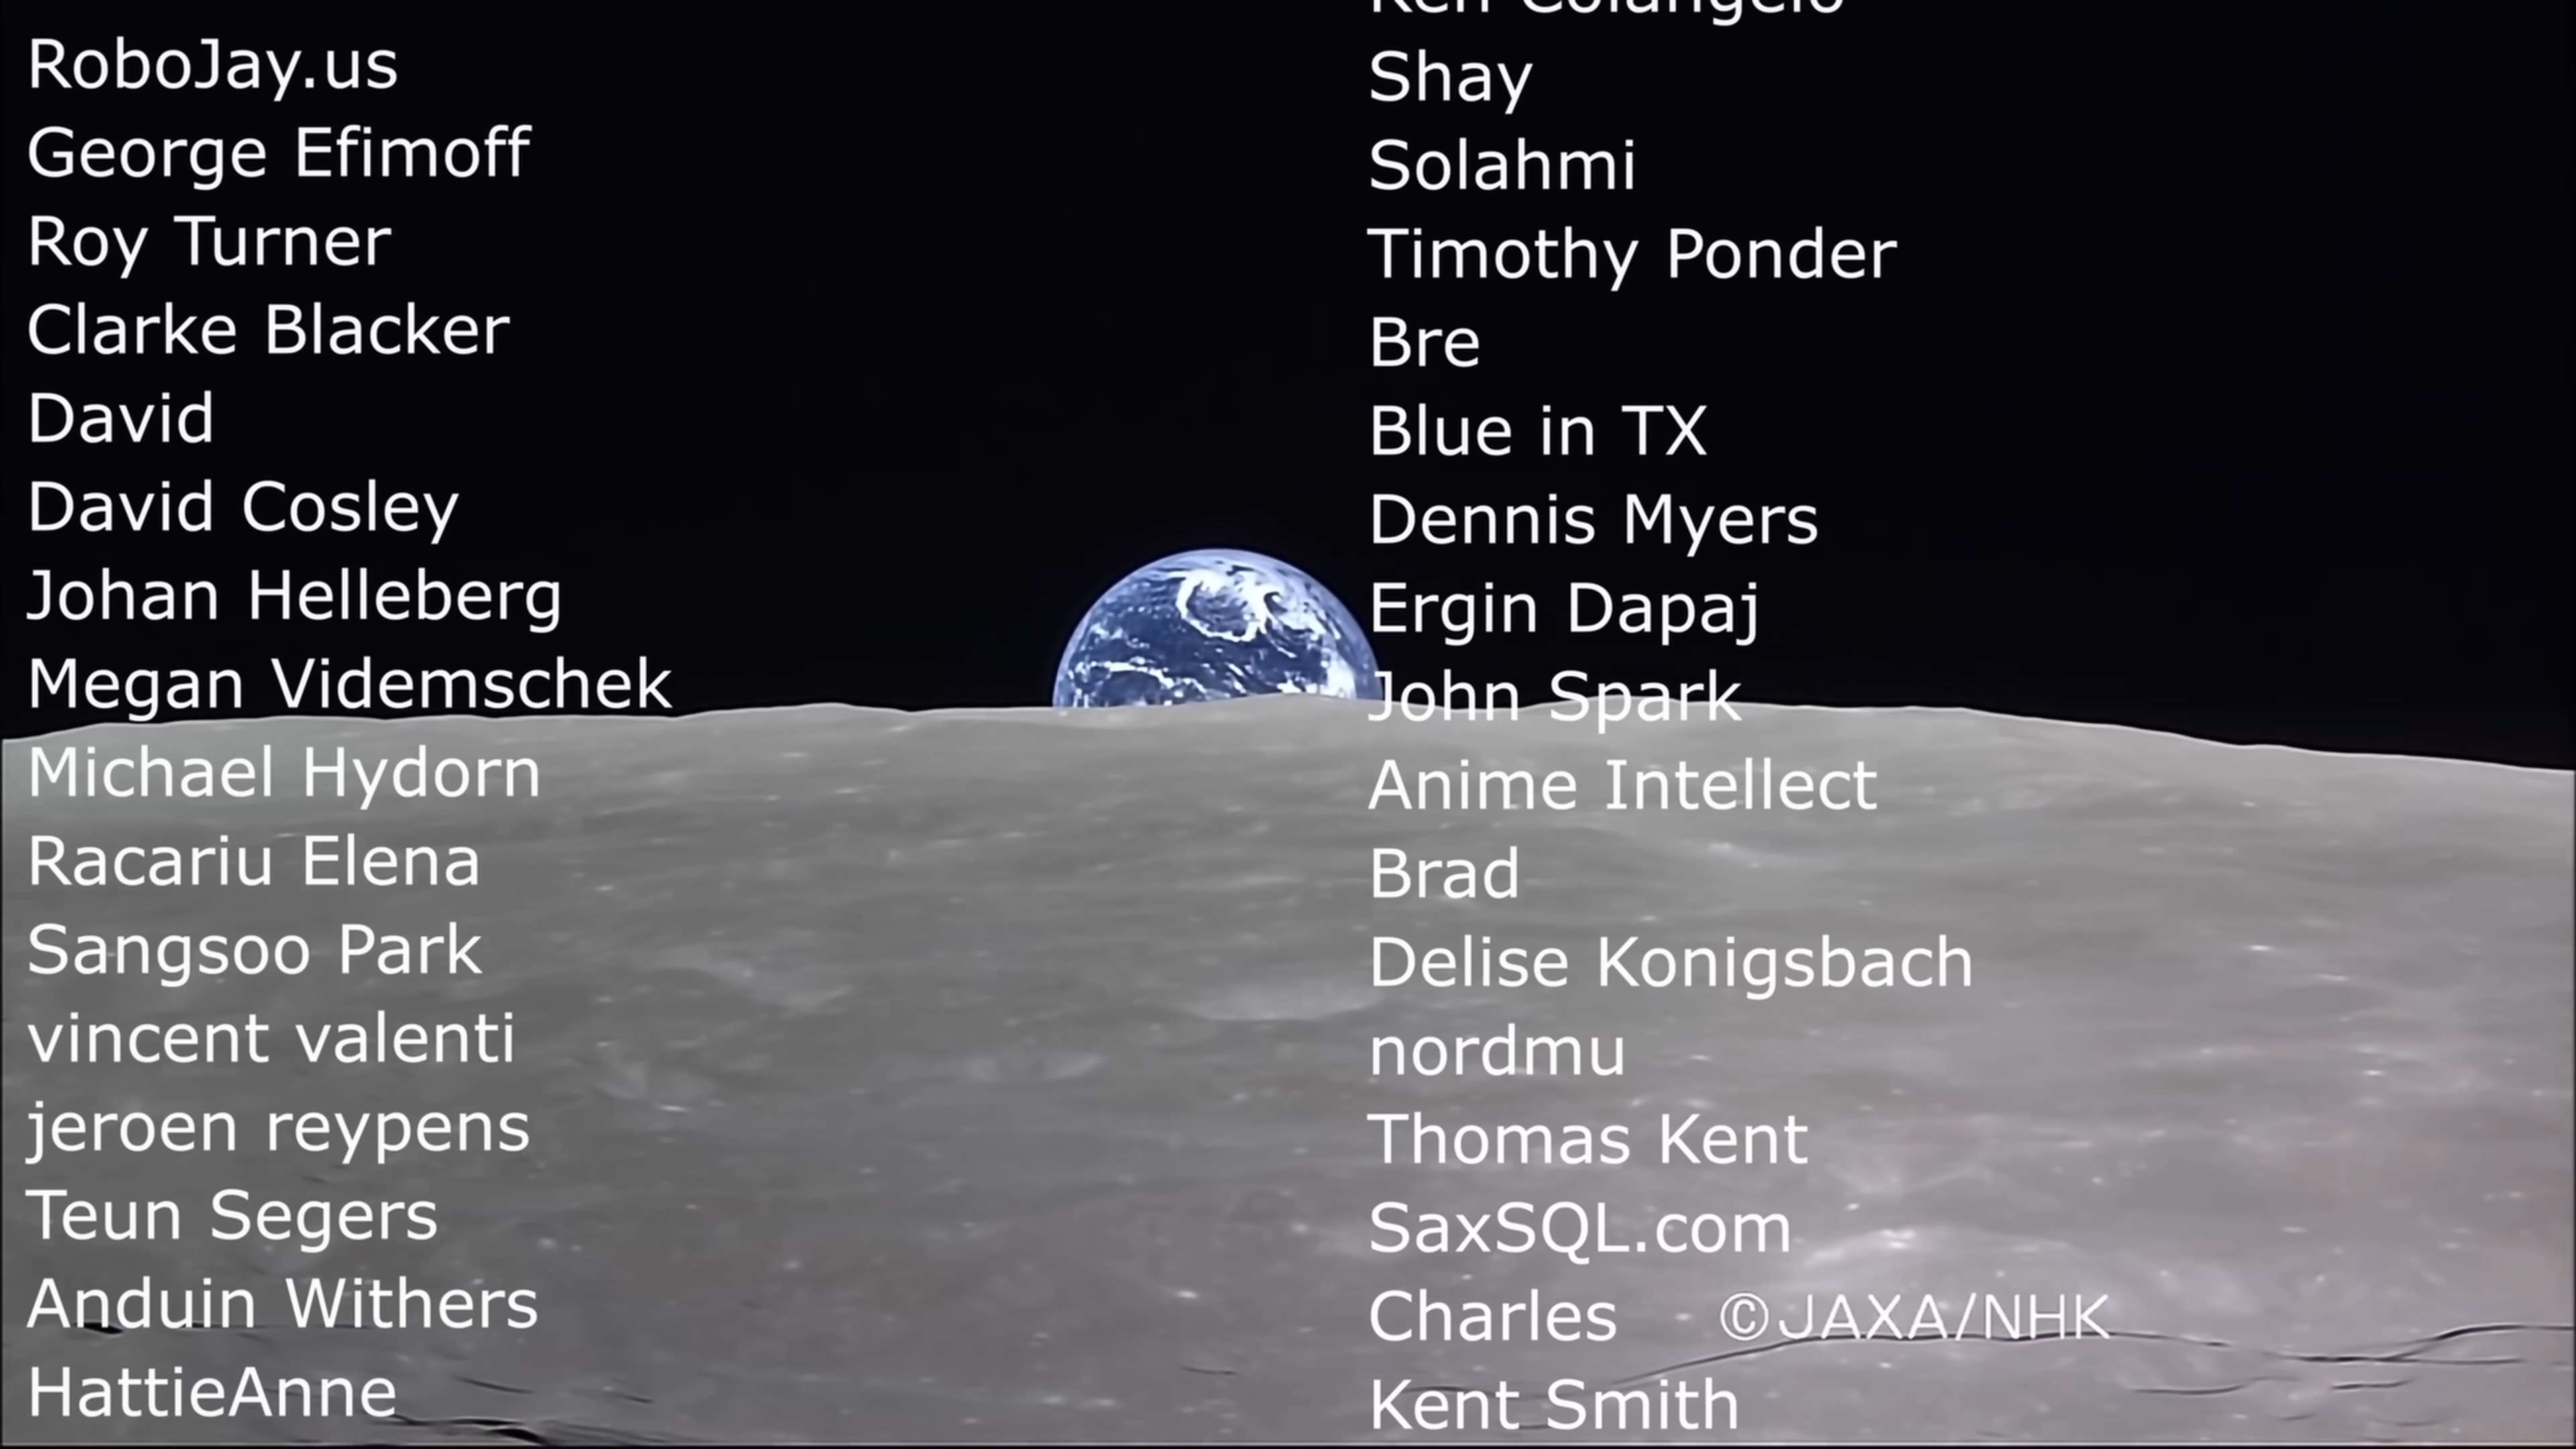 RoboJay.us
George Efimoff
Roy Turner
Clarke Blacker
David
David Cosley
Johan Helleberg
Megan Videmschek
Michael Hydorn
Racariu Elena
Sangsoo Park
vincent valenti
jeroen reypens
Teun Segers
Anduin Withers
HattieAnne
Ken Colangelo
Shay
Solahmi
Timothy Ponder
Bre
Blue in TX
Dennis Myers
Ergin Dapaj
John Spark
Anime Intellect
Brad
Delise Konigsbach
nordmu
Thomas Kent
SaxSQL.com
Charles
©JAXA/NHK
Kent Smith